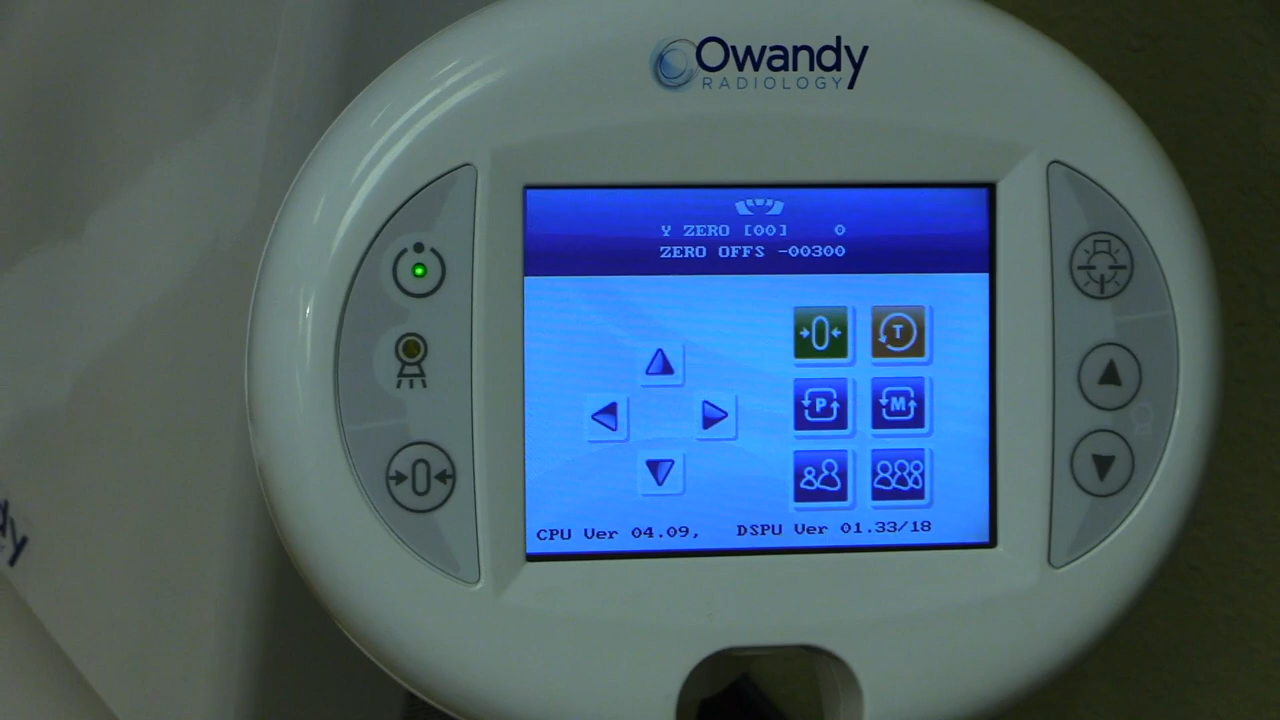 Owandy
RADIOLOGY
Y ZERO [00] 0
ZERO OFFS -00300
T
P
M
CPU Ver 04.09, DSPU Ver 01.33/18